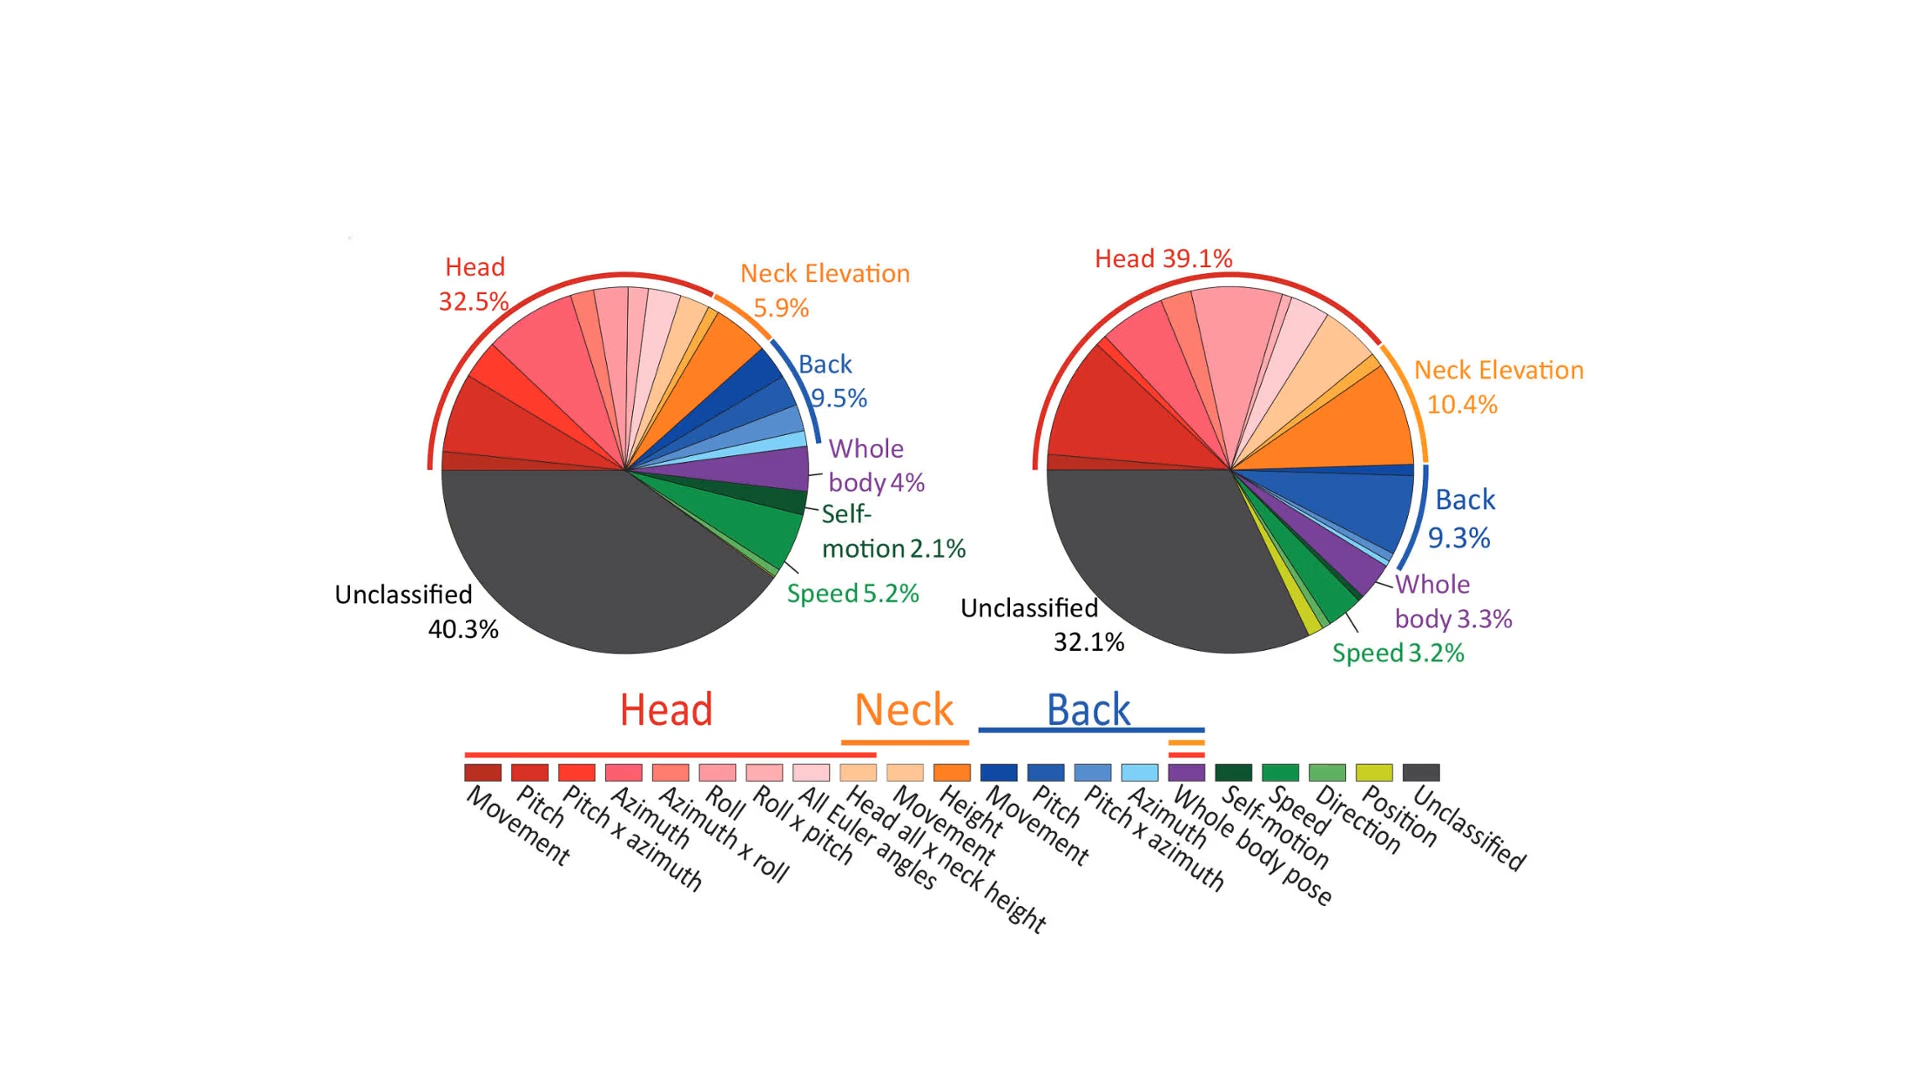 Head
32.5%
Neck Elevation
5.9%
Back
9.5%
Whole
body 4%
Self-
motion 2.1%
Speed 5.2%
Unclassified
40.3%
Head 39.1%
Neck Elevation
10.4%
Back
9.3%
Whole
body 3.3%
Speed 3.2%
Unclassified
32.1%
Head
Neck
Back
Movement
Pitch
Pitch x azimuth
Azimuth
Azimuth x roll
Roll
Roll x pitch
All Euler angles
Head all x neck height
Movement
Height
Movement
Pitch
Pitch x azimuth
Azimuth
Whole body pose
Self-motion
Speed
Direction
Position
Unclassified